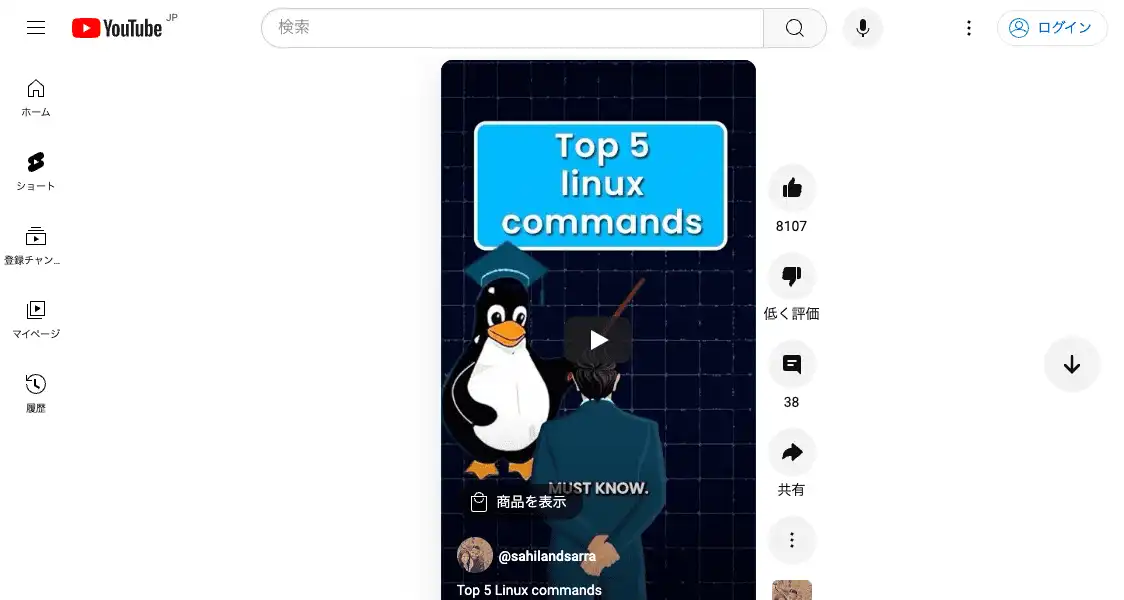 YouTube JP
検索
ログイン
ホーム
ショート
登録チャン...
マイページ
履歴
Top 5
linux
commands
MUST KNOW.
商品を表示
@sahilandsarra
Top 5 Linux commands
8107
低く評価
38
共有